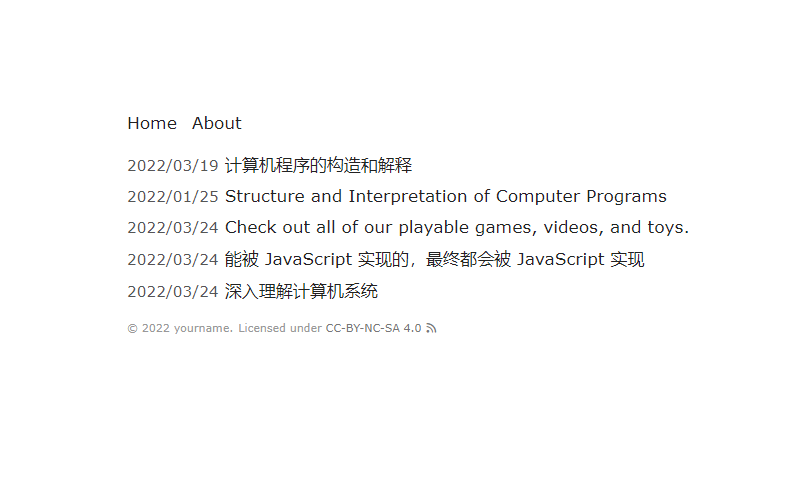 Home About
2022/03/19 计算机程序的构造和解释
2022/01/25 Structure and Interpretation of Computer Programs
2022/03/24 Check out all of our playable games, videos, and toys.
2022/03/24 能被 JavaScript 实现的，最终都会被 JavaScript 实现
2022/03/24 深入理解计算机系统
© 2022 yourname. Licensed under CC-BY-NC-SA 4.0